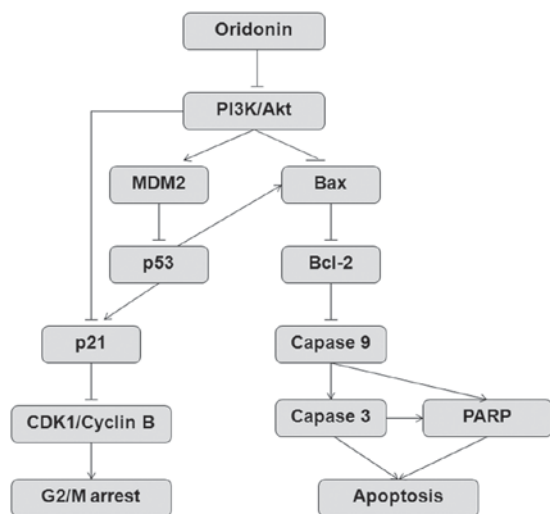 Oridonin
PI3K/Akt
MDM2
Bax
p53
Bcl-2
p21
Capase 9
CDK1/Cyclin B
Capase 3
PARP
G2/M arrest
Apoptosis